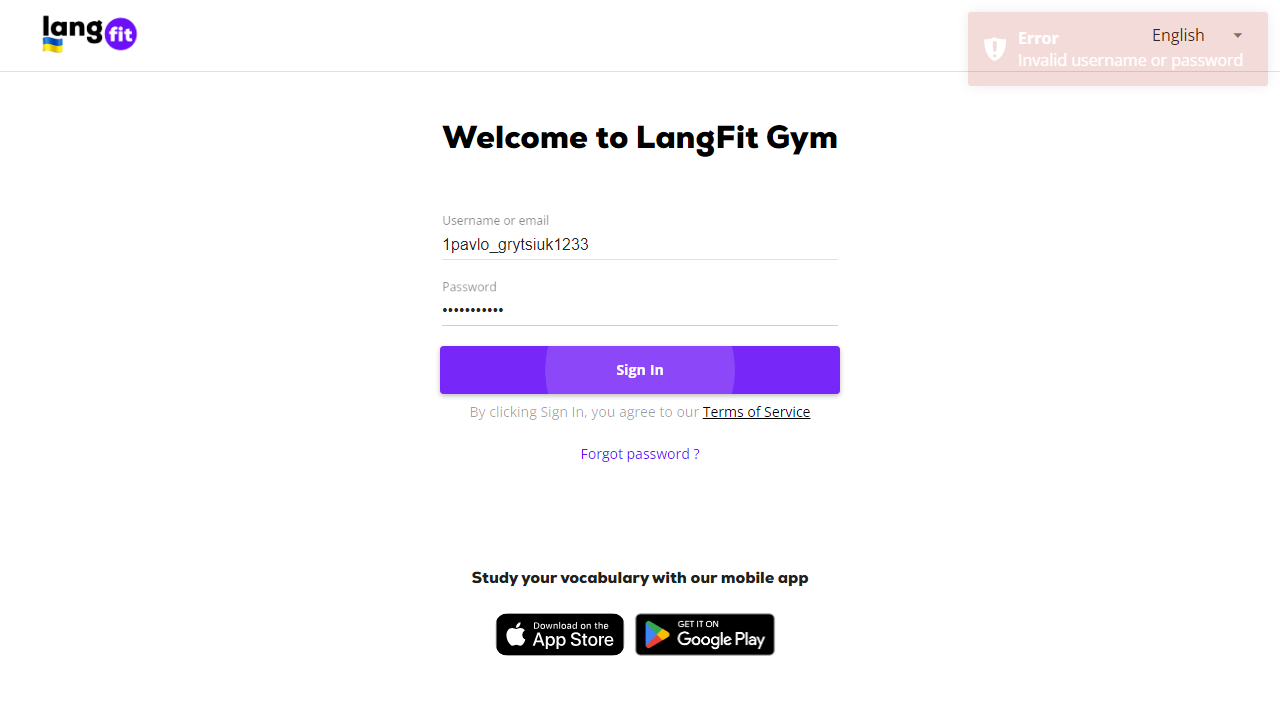 lang fit
English
Error
Invalid username or password
Welcome to LangFit Gym
Username or email
1pavlo_grytsiuk1233
Password
•••••••••••
Sign In
By clicking Sign In, you agree to our Terms of Service
Forgot password ?
Study your vocabulary with our mobile app
Download on the
App Store
GET IT ON
Google Play